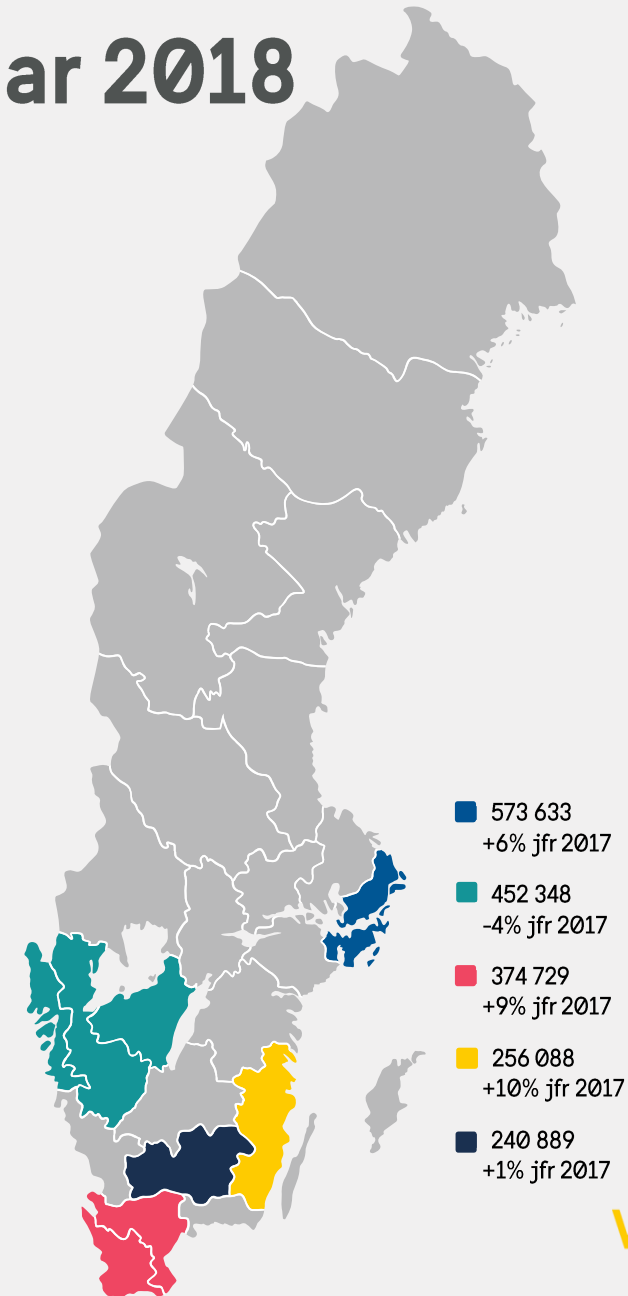 ar 2018
573 633
+6% jfr 2017
452 348
-4% jfr 2017
374 729
+9% jfr 2017
256 088
+10% jfr 2017
240 889
+1% jfr 2017